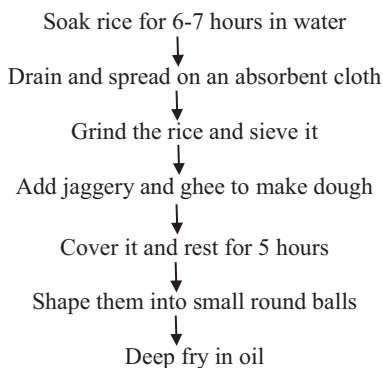 Soak rice for 6-7 hours in water
Drain and spread on an absorbent cloth
Grind the rice and sieve it
Add jaggery and ghee to make dough
Cover it and rest for 5 hours
Shape them into small round balls
Deep fry in oil